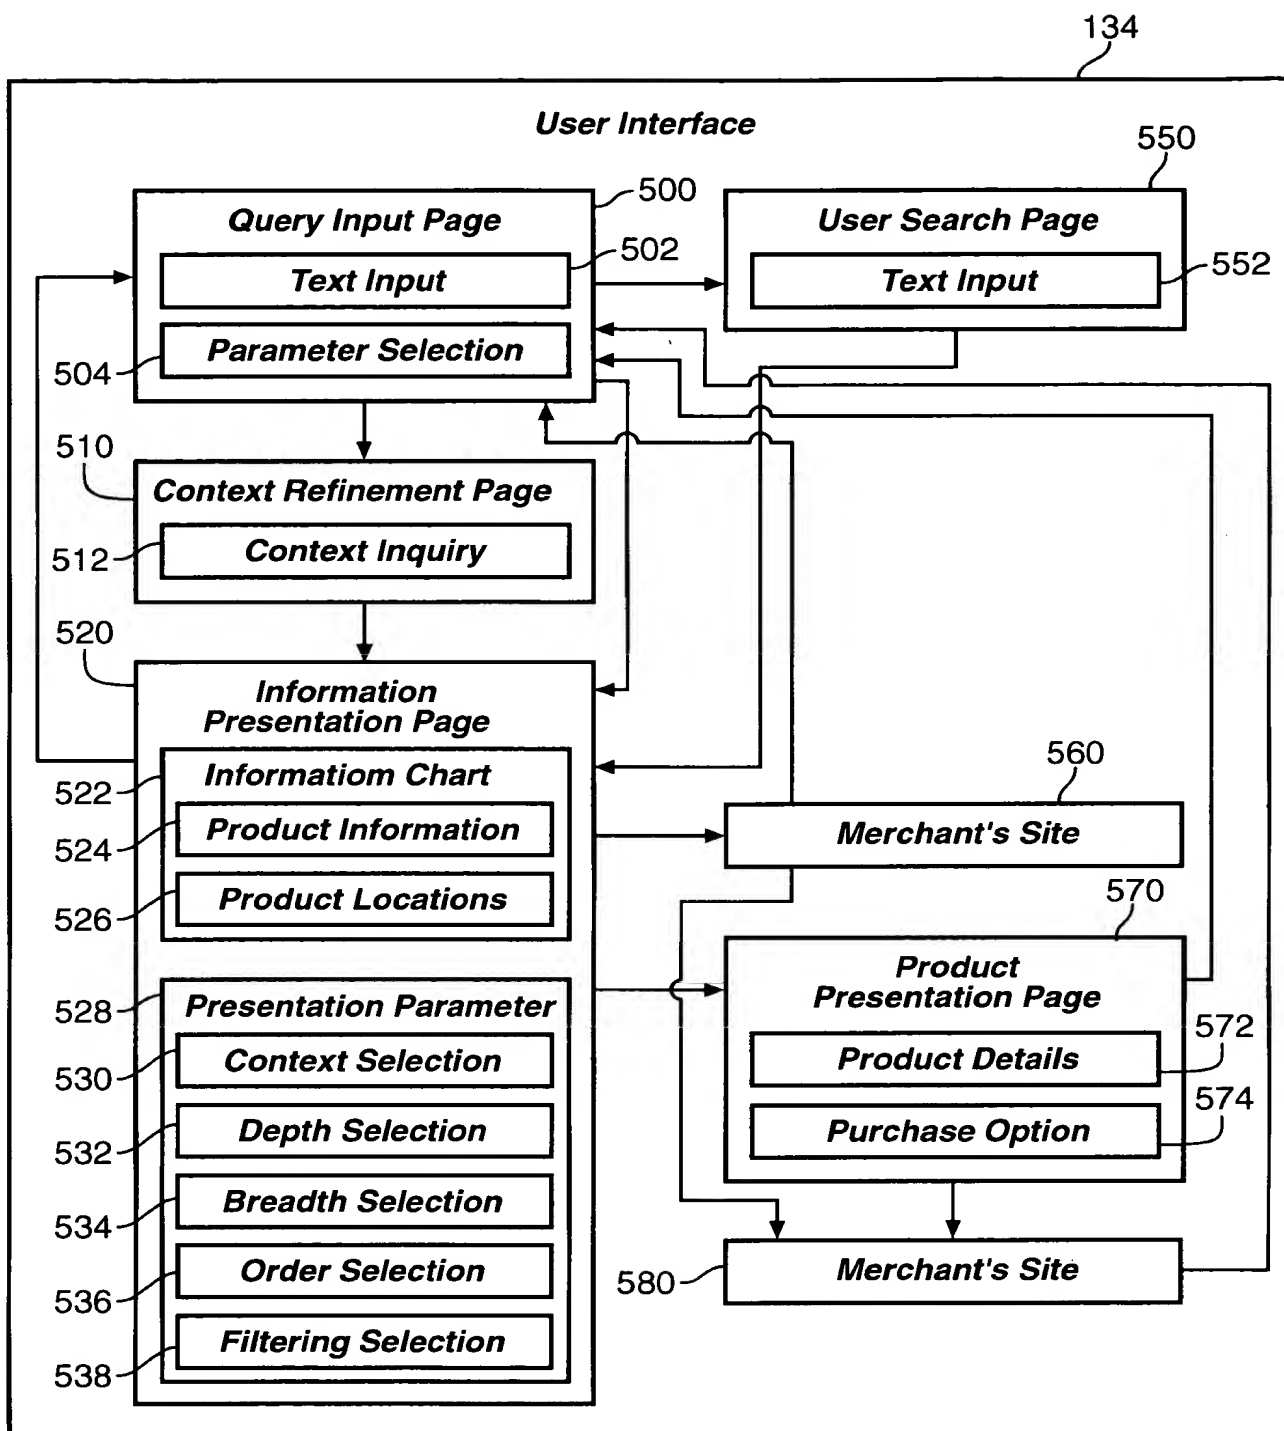 134
User Interface
550
500
Query Input Page
User Search Page
502
Text Input
Text Input
552
504
Parameter Selection
510
Context Refinement Page
512
Context Inquiry
520
Information
Presentation Page
522
Informatiom Chart
560
524
Product Information
Merchant's Site
526
Product Locations
570
Product
Presentation Page
528
Presentation Parameter
572
530
Context Selection
Product Details
574
532
Depth Selection
Purchase Option
534
Breadth Selection
536
Order Selection
580
Merchant's Site
538
Filtering Selection